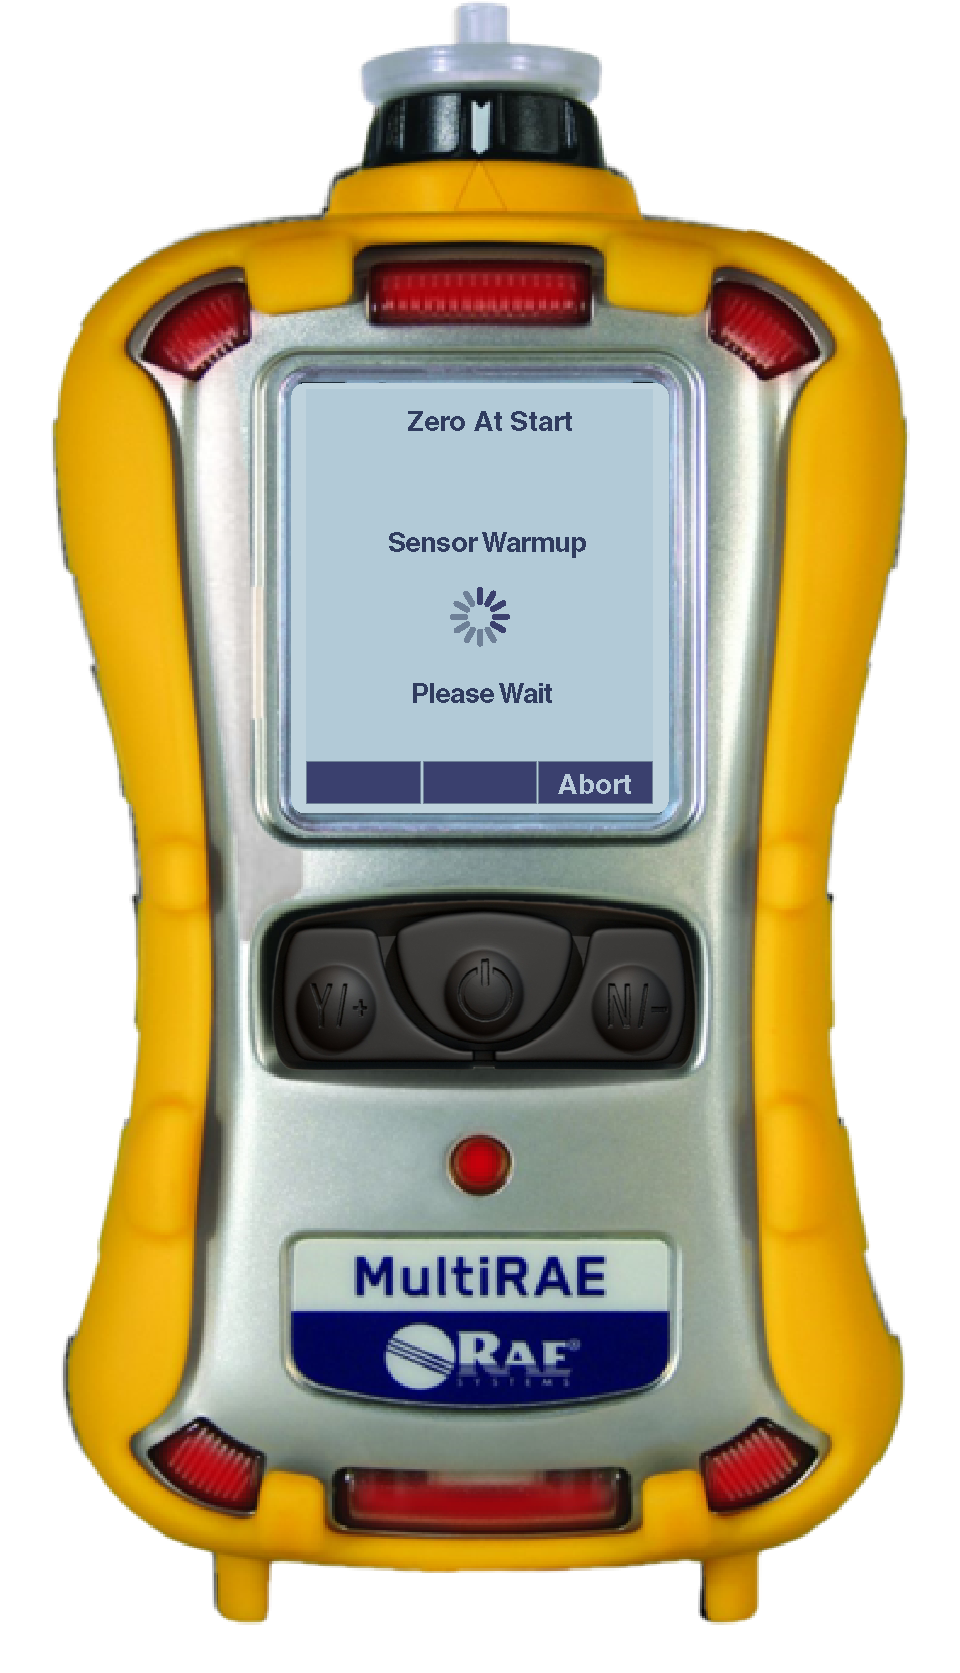 Zero At Start
Sensor Warmup
Please Wait
Abort
Y/+
N/-
MultiRAE
RAE®
SYSTEMS